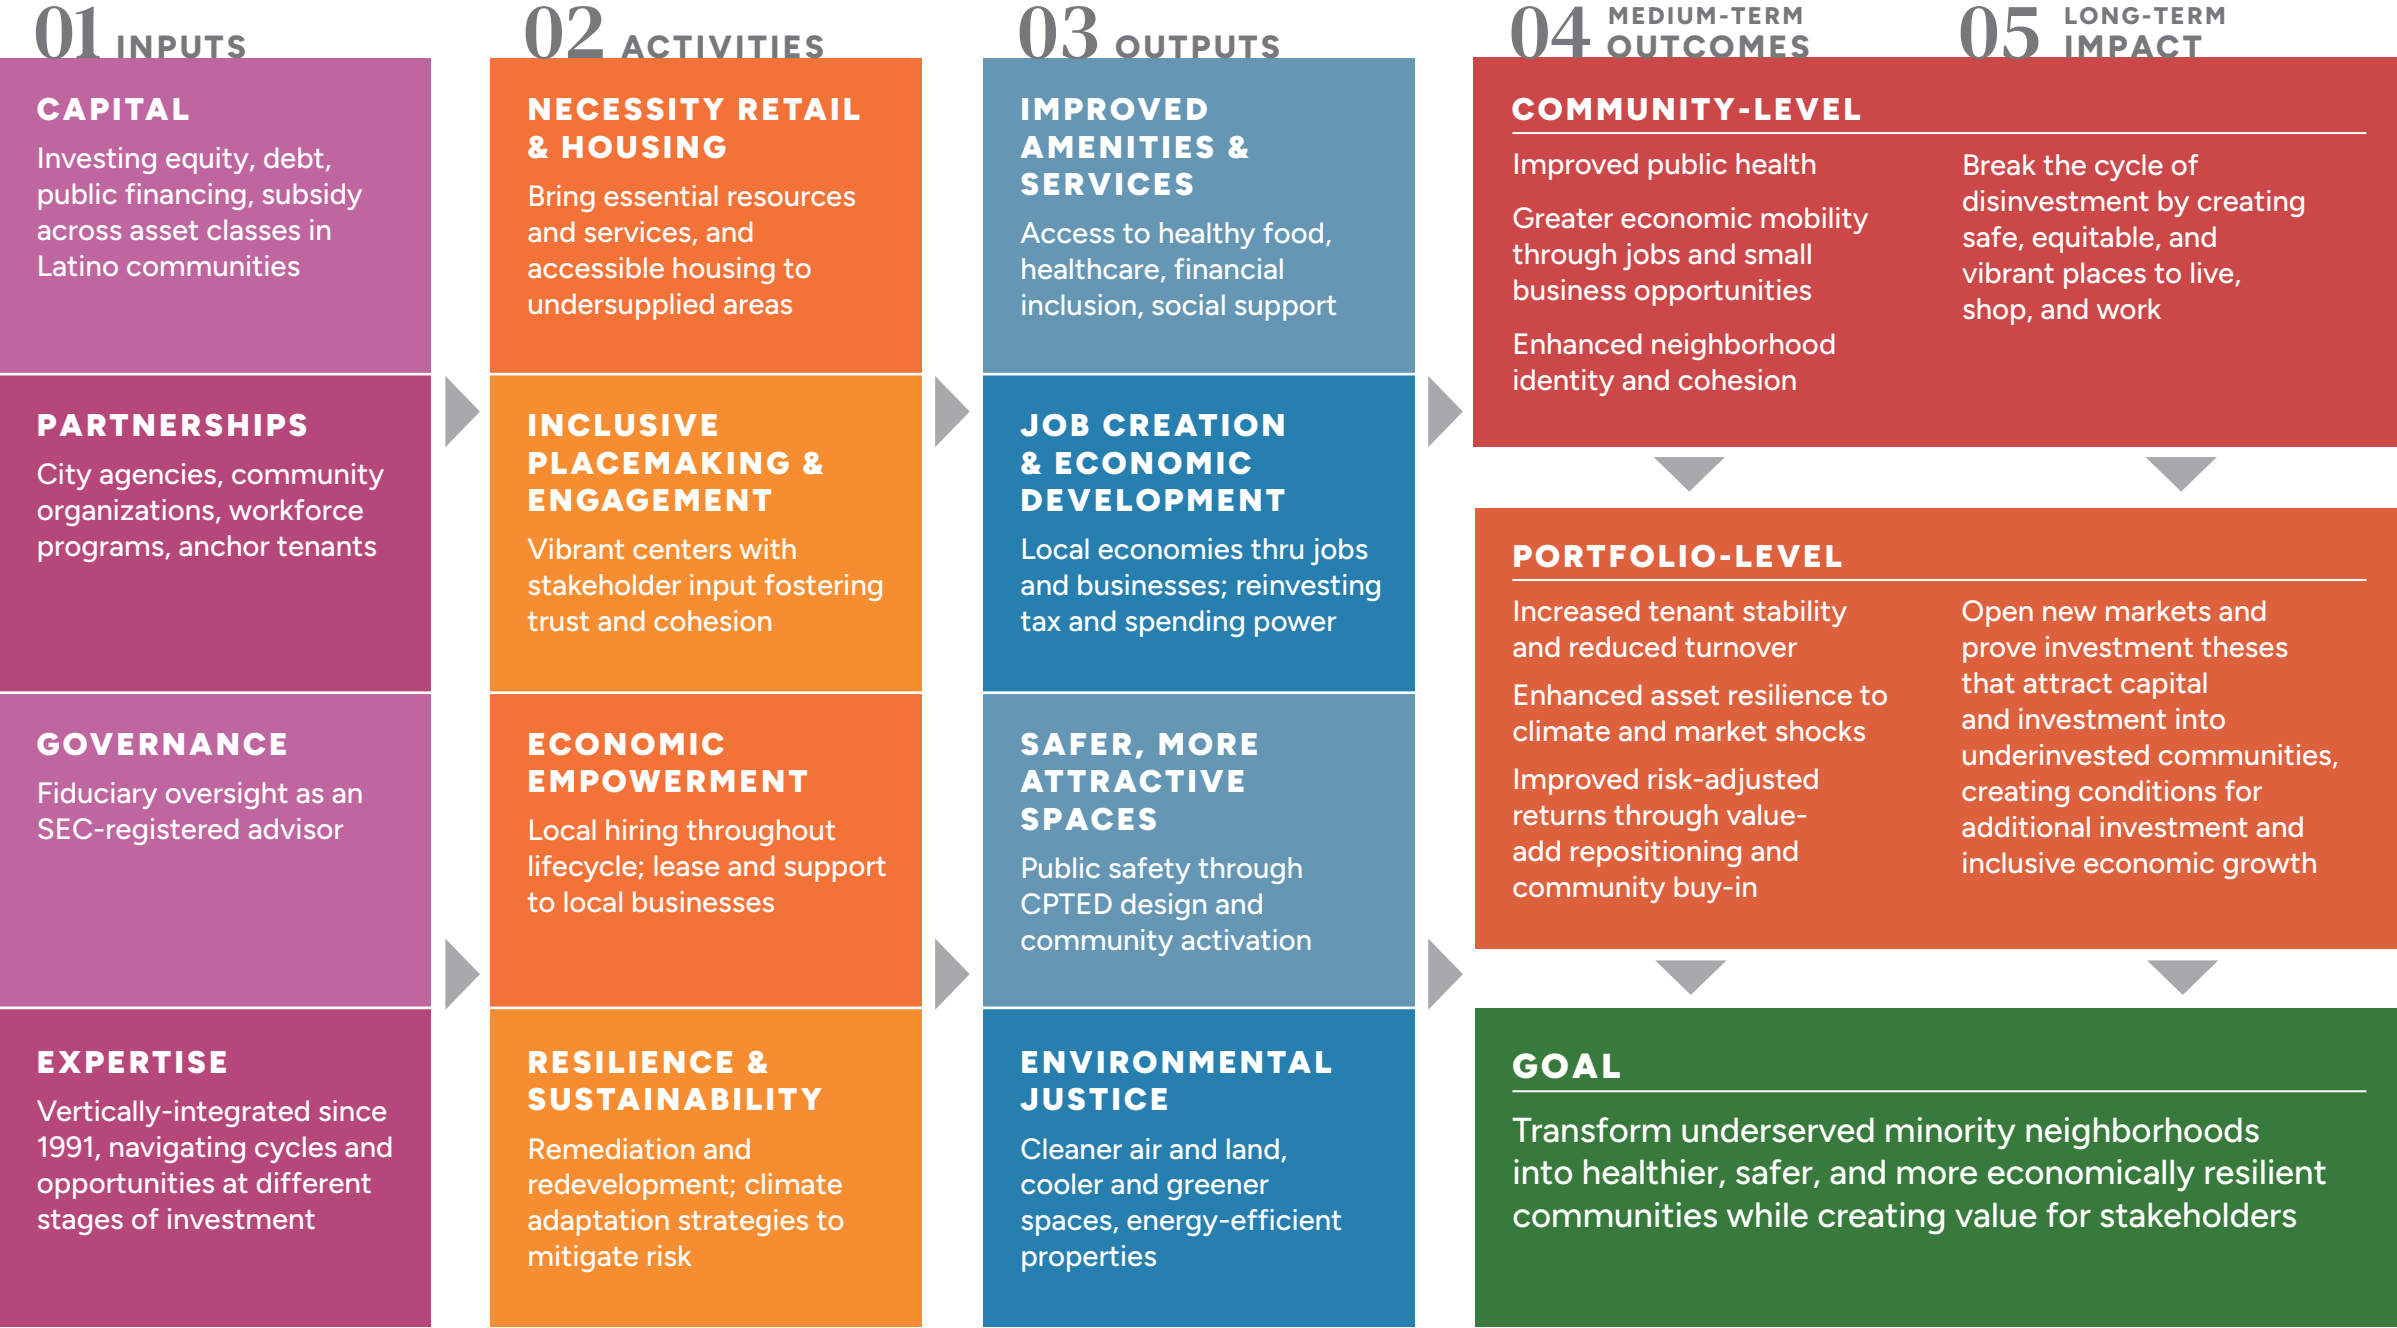 01 INPUTS
CAPITAL
Investing equity, debt,
public financing, subsidy
across asset classes in
Latino communities
PARTNERSHIPS
City agencies, community
organizations, workforce
programs, anchor tenants
GOVERNANCE
Fiduciary oversight as an
SEC-registered advisor
EXPERTISE
Vertically-integrated since
1991, navigating cycles and
opportunities at different
stages of investment
02 ACTIVITIES
NECESSITY RETAIL
& HOUSING
Bring essential resources
and services, and
accessible housing to
undersupplied areas
INCLUSIVE
PLACEMAKING &
ENGAGEMENT
Vibrant centers with
stakeholder input fostering
trust and cohesion
ECONOMIC
EMPOWERMENT
Local hiring throughout
lifecycle; lease and support
to local businesses
RESILIENCE &
SUSTAINABILITY
Remediation and
redevelopment; climate
adaptation strategies to
mitigate risk
03 OUTPUTS
IMPROVED
AMENITIES &
SERVICES
Access to healthy food,
healthcare, financial
inclusion, social support
JOB CREATION
& ECONOMIC
DEVELOPMENT
Local economies thru jobs
and businesses; reinvesting
tax and spending power
SAFER, MORE
ATTRACTIVE
SPACES
Public safety through
CPTED design and
community activation
ENVIRONMENTAL
JUSTICE
Cleaner air and land,
cooler and greener
spaces, energy-efficient
properties
04 MEDIUM-TERM
OUTCOMES
05 LONG-TERM
IMPACT
COMMUNITY-LEVEL
Improved public health
Greater economic mobility
through jobs and small
business opportunities
Enhanced neighborhood
identity and cohesion
Break the cycle of
disinvestment by creating
safe, equitable, and
vibrant places to live,
shop, and work
PORTFOLIO-LEVEL
Increased tenant stability
and reduced turnover
Enhanced asset resilience to
climate and market shocks
Improved risk-adjusted
returns through value-
add repositioning and
community buy-in
Open new markets and
prove investment theses
that attract capital
and investment into
underinvested communities,
creating conditions for
additional investment and
inclusive economic growth
GOAL
Transform underserved minority neighborhoods
into healthier, safer, and more economically resilient
communities while creating value for stakeholders